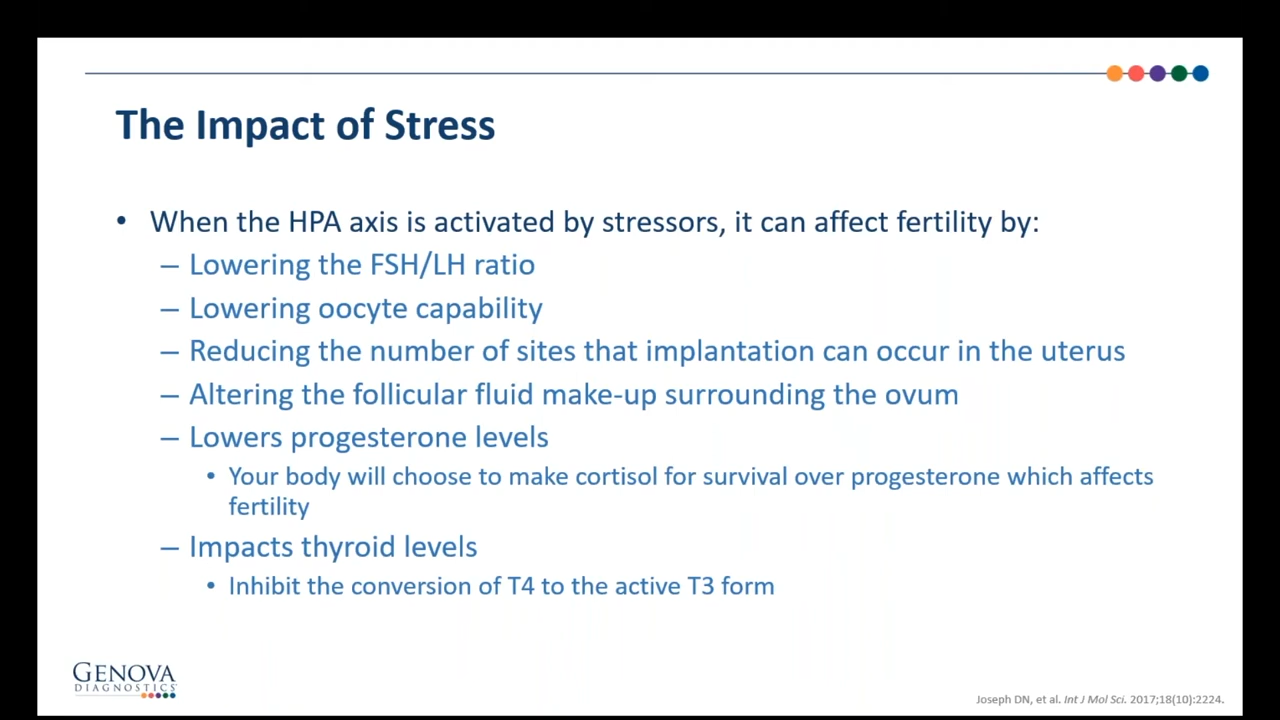 The Impact of Stress
• When the HPA axis is activated by stressors, it can affect fertility by:
– Lowering the FSH/LH ratio
– Lowering oocyte capability
– Reducing the number of sites that implantation can occur in the uterus
– Altering the follicular fluid make-up surrounding the ovum
– Lowers progesterone levels
• Your body will choose to make cortisol for survival over progesterone which affects
fertility
– Impacts thyroid levels
• Inhibit the conversion of T4 to the active T3 form
GENOVA
DIAGNOSTICS
Joseph DN, et al. Int J Mol Sci. 2017;18(10):2224.